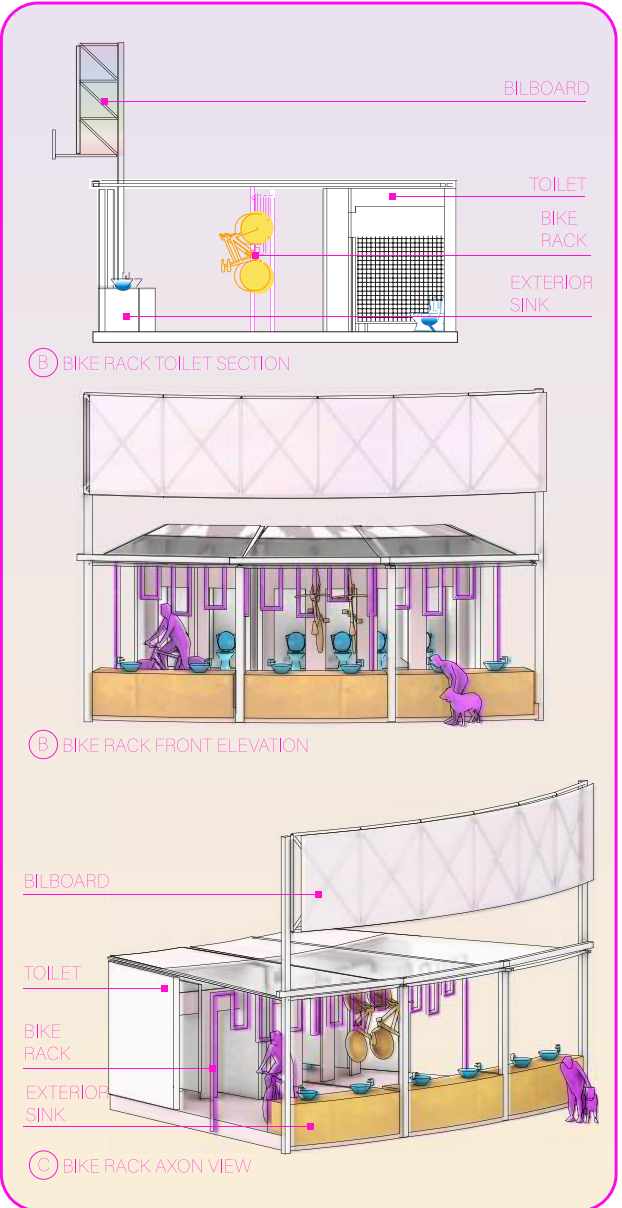 BILBOARD
TOILET
BIKE
RACK
EXTERIOR
SINK
B BIKE RACK TOILET SECTION
B BIKE RACK FRONT ELEVATION
BILBOARD
TOILET
BIKE
RACK
EXTERIOR
SINK
C BIKE RACK AXON VIEW